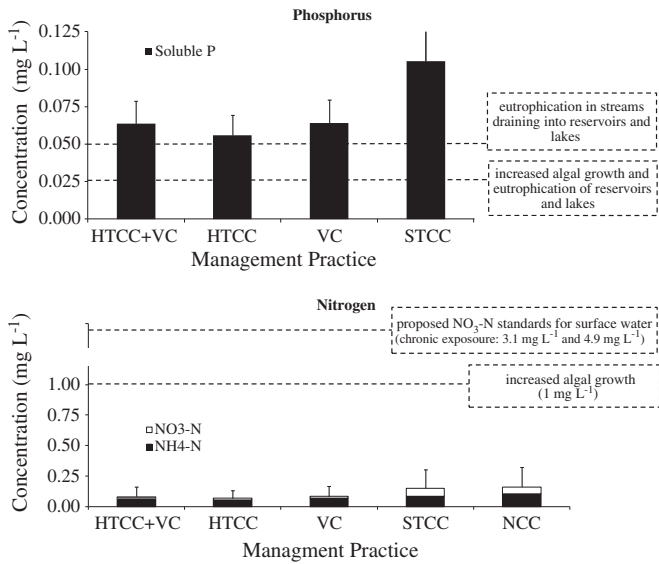 Phosphorus
Concentration (mg L-1)
0.125
0.100
0.075
0.050
0.025
0.000
Soluble P
eutrophication in streams
draining into reservoirs and
lakes
increased algal growth and
eutrophication of reservoirs
and lakes
HTCC+VC HTCC VC STCC
Management Practice
Nitrogen
Concentration (mg L-1)
1.00
0.75
0.50
0.25
0.00
proposed NO3-N standards for surface water
(chronic exposoure: 3.1 mg L-1 and 4.9 mg L-1)
increased algal growth
(1 mg L-1)
NO3-N
NH4-N
HTCC+VC HTCC VC STCC NCC
Managment Practice